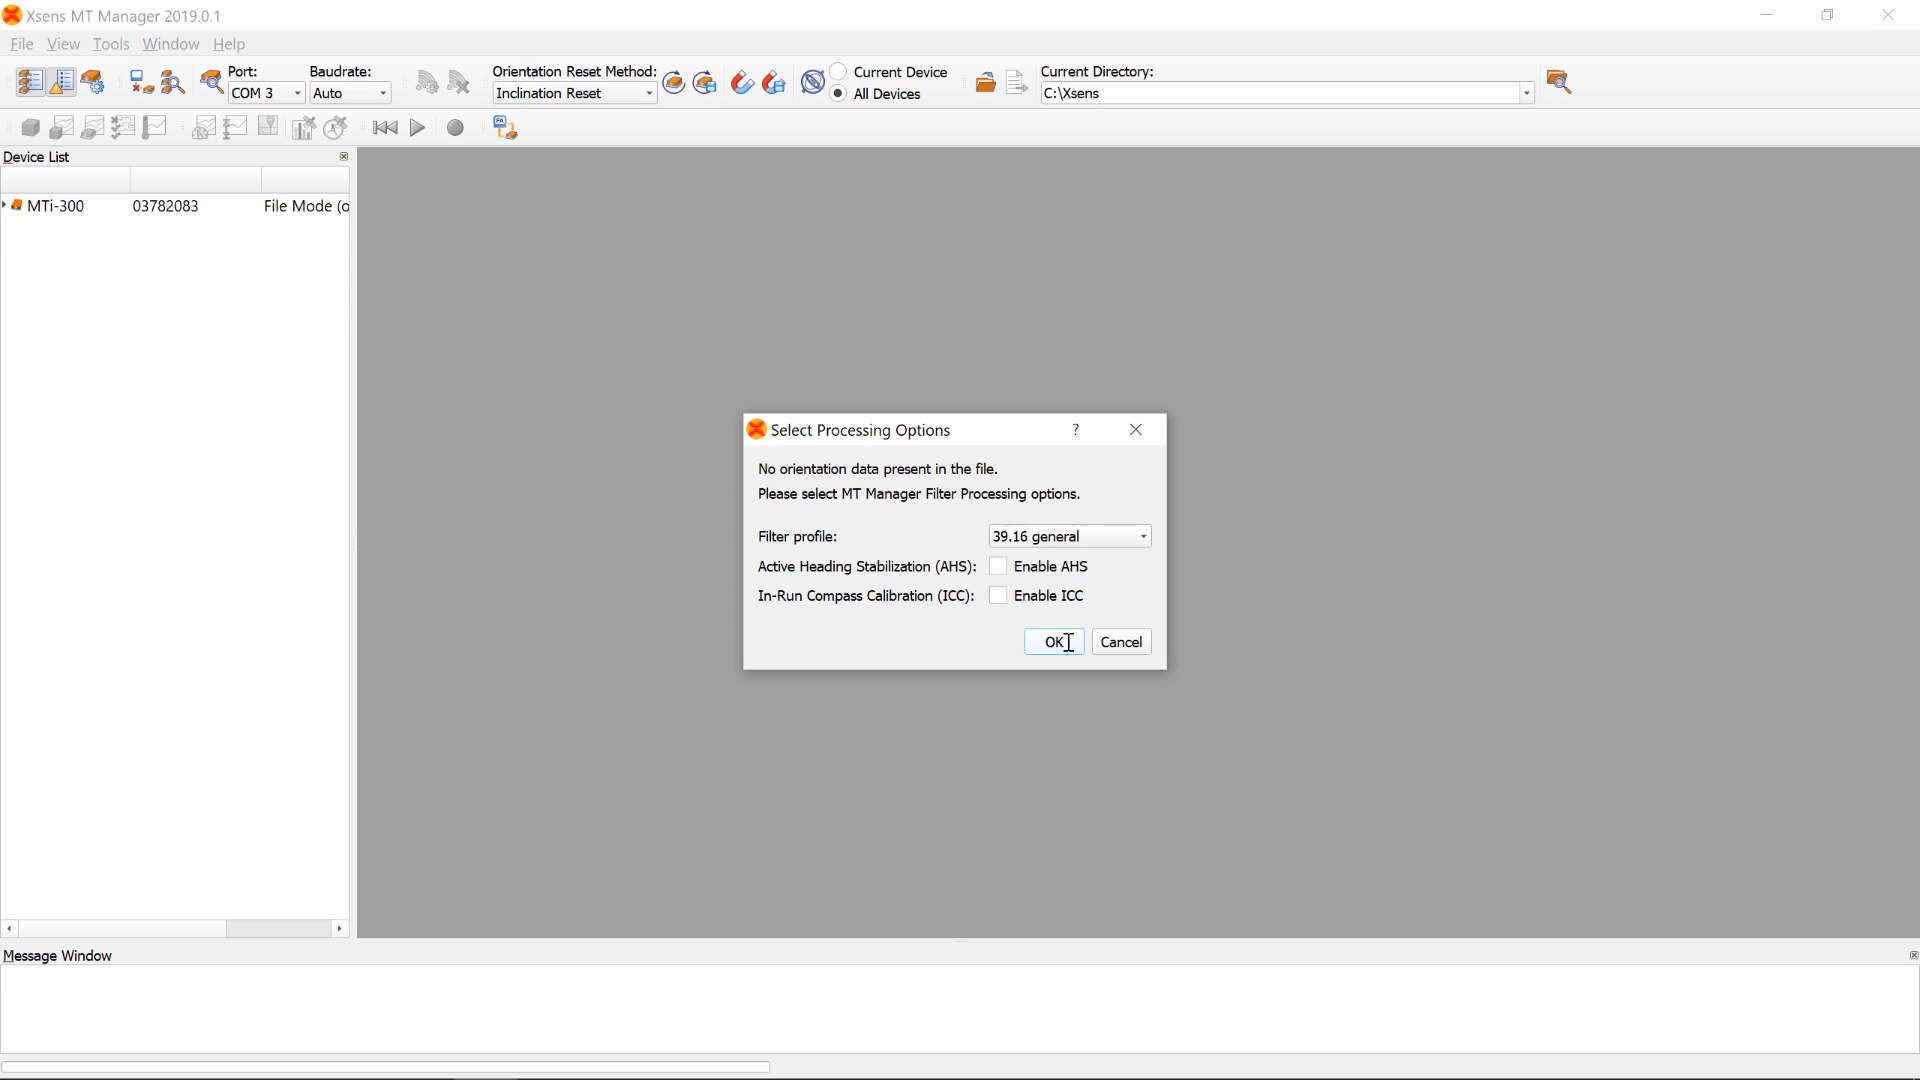 Xsens MT Manager 2019.0.1
File View Tools Window Help
Port: Baudrate: Orientation Reset Method: Current Device Current Directory:
COM 3 Auto Inclination Reset All Devices C:\Xsens
FA
Device List
MTi-300 03782083 File Mode (o
Select Processing Options ?
No orientation data present in the file.
Please select MT Manager Filter Processing options.
Filter profile: 39.16 general
Active Heading Stabilization (AHS): Enable AHS
In-Run Compass Calibration (ICC): Enable ICC
OK Cancel
Message Window